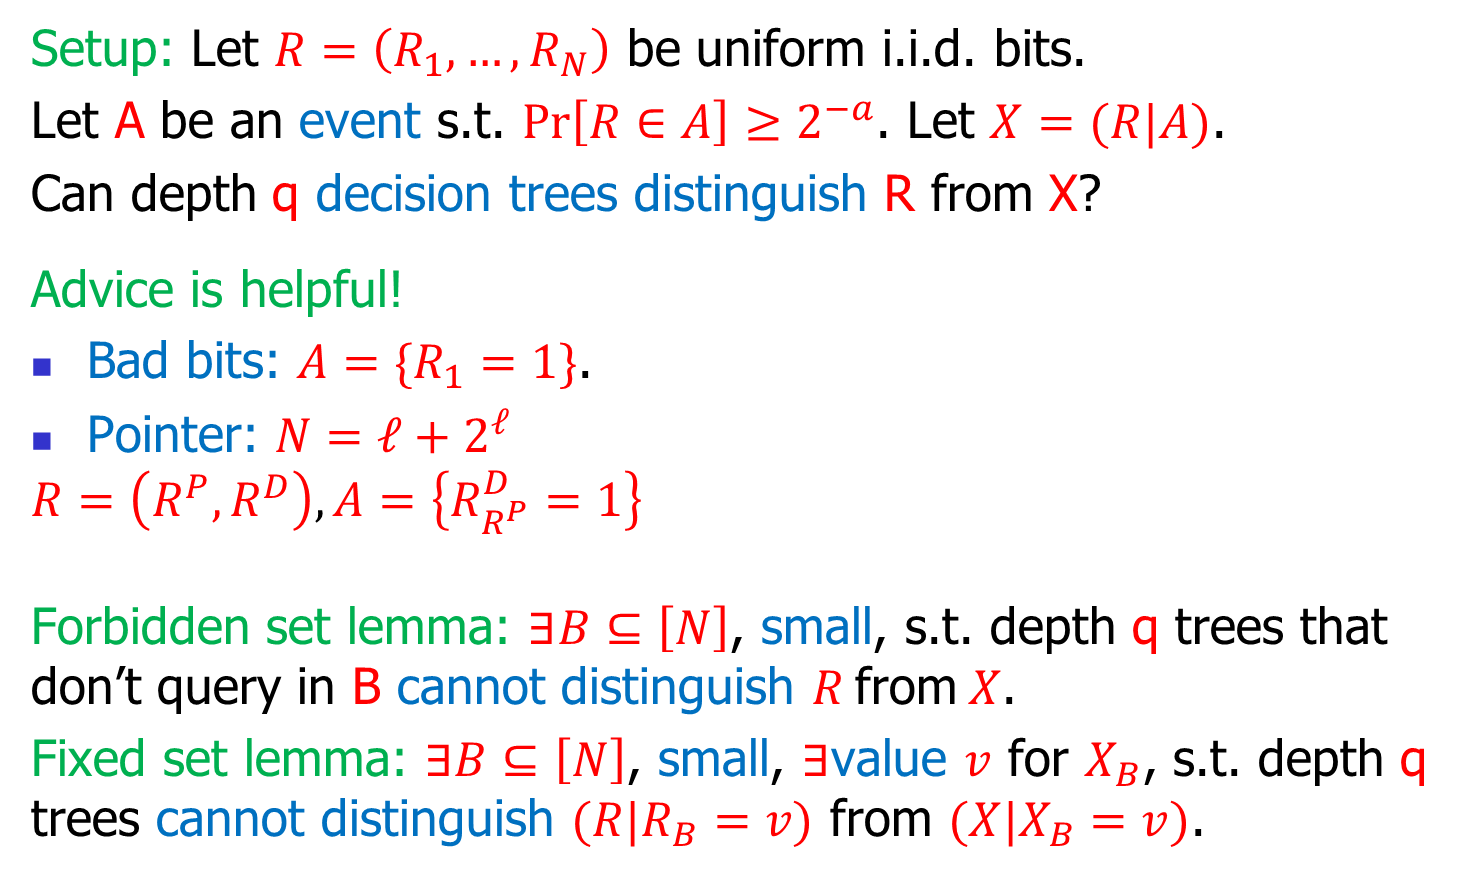 Setup: Let R = (R₁, … , R_N) be uniform i.i.d. bits.
Let A be an event s.t. Pr[R ∈ A] ≥ 2⁻ᵃ. Let X = (R|A).
Can depth q decision trees distinguish R from X?
Advice is helpful!
▪ Bad bits: A = {R₁ = 1}.
▪ Pointer: N = ℓ + 2^ℓ
R = (R^P, R^D), A = {R^D_{R^P} = 1}
Forbidden set lemma: ∃B ⊆ [N], small, s.t. depth q trees that
don’t query in B cannot distinguish R from X.
Fixed set lemma: ∃B ⊆ [N], small, ∃value v for X_B, s.t. depth q
trees cannot distinguish (R|R_B = v) from (X|X_B = v).